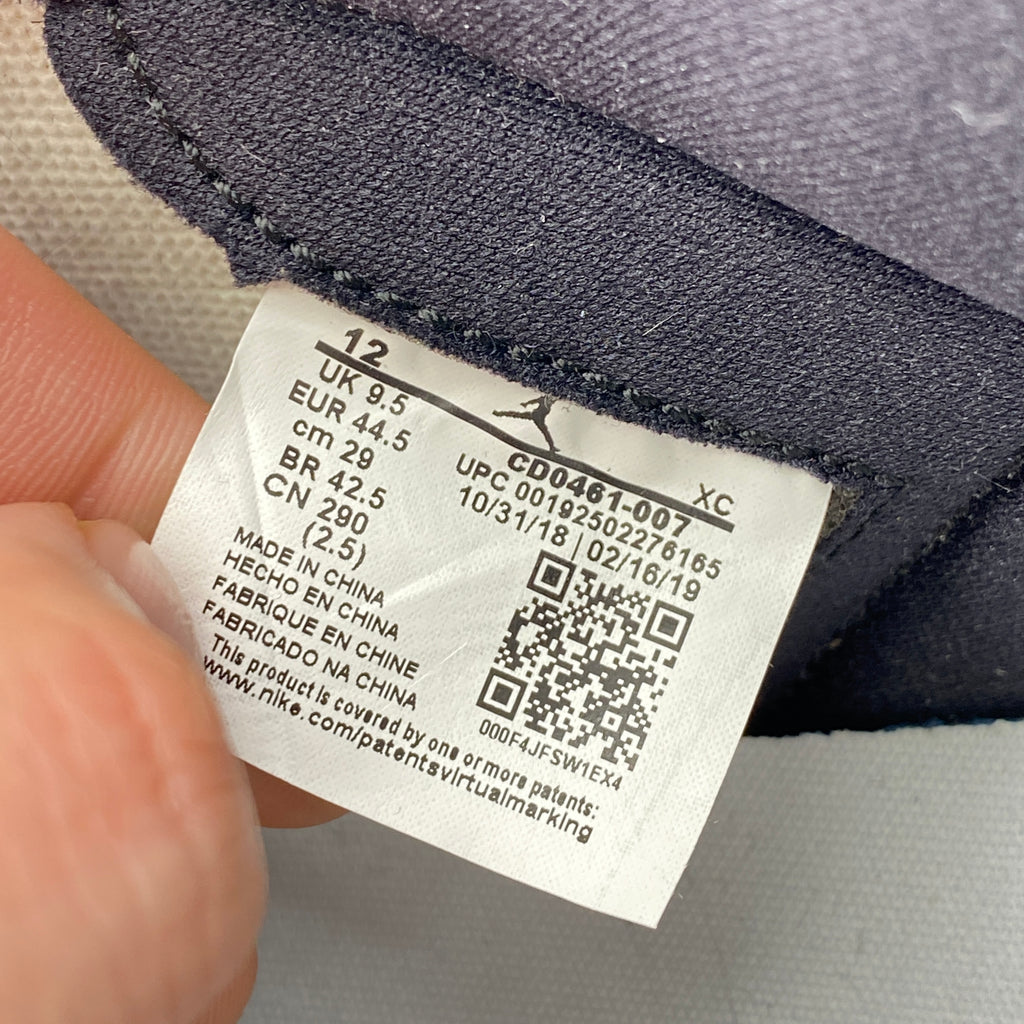 12
UK 9.5
EUR 44.5
cm 29
BR 42.5
CN 290
(2.5)
MADE IN CHINA
HECHO EN CHINA
FABRIQUE EN CHINE
FABRICADO NA CHINA
This product is covered by one or more patents:
www.nike.com/patentsvirtualmarking
XC
CD0461-007
UPC 00192502276165
10/31/18 | 02/16/19
000F4JFSW1EX4